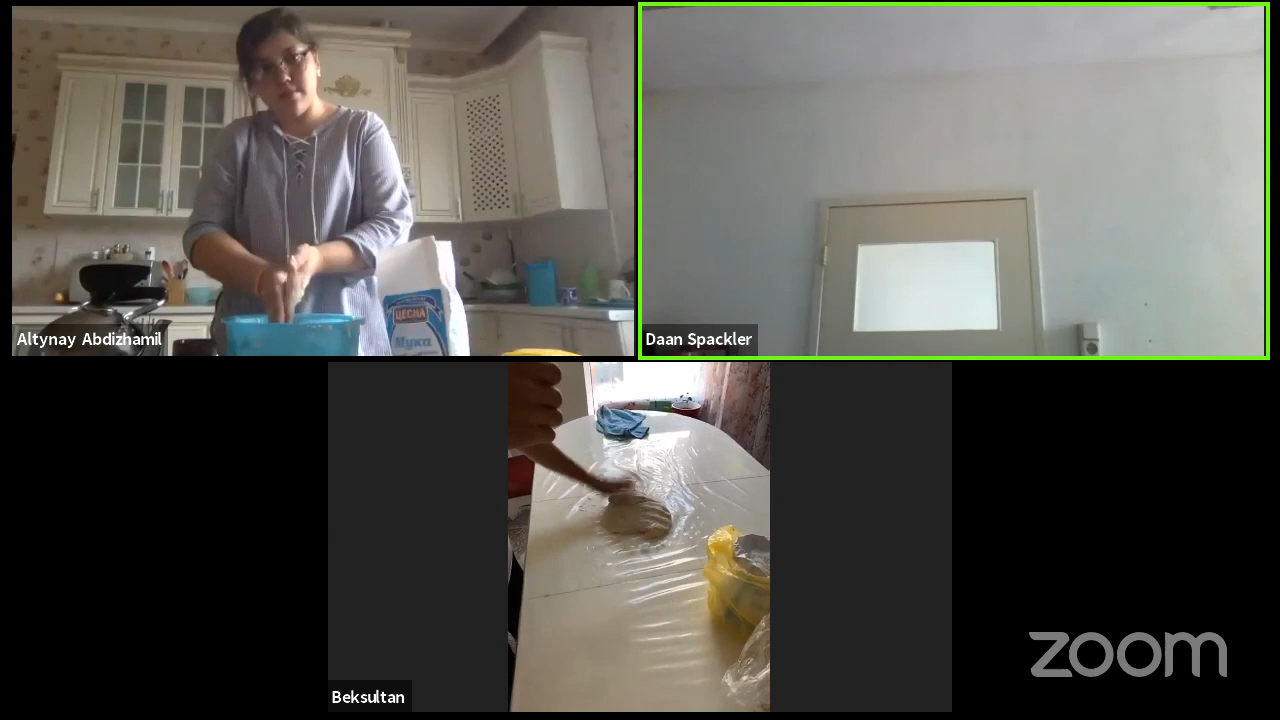 ЦЕСНА
Мука
Altynay Abdizhamil
Daan Spackler
Beksultan
zoom